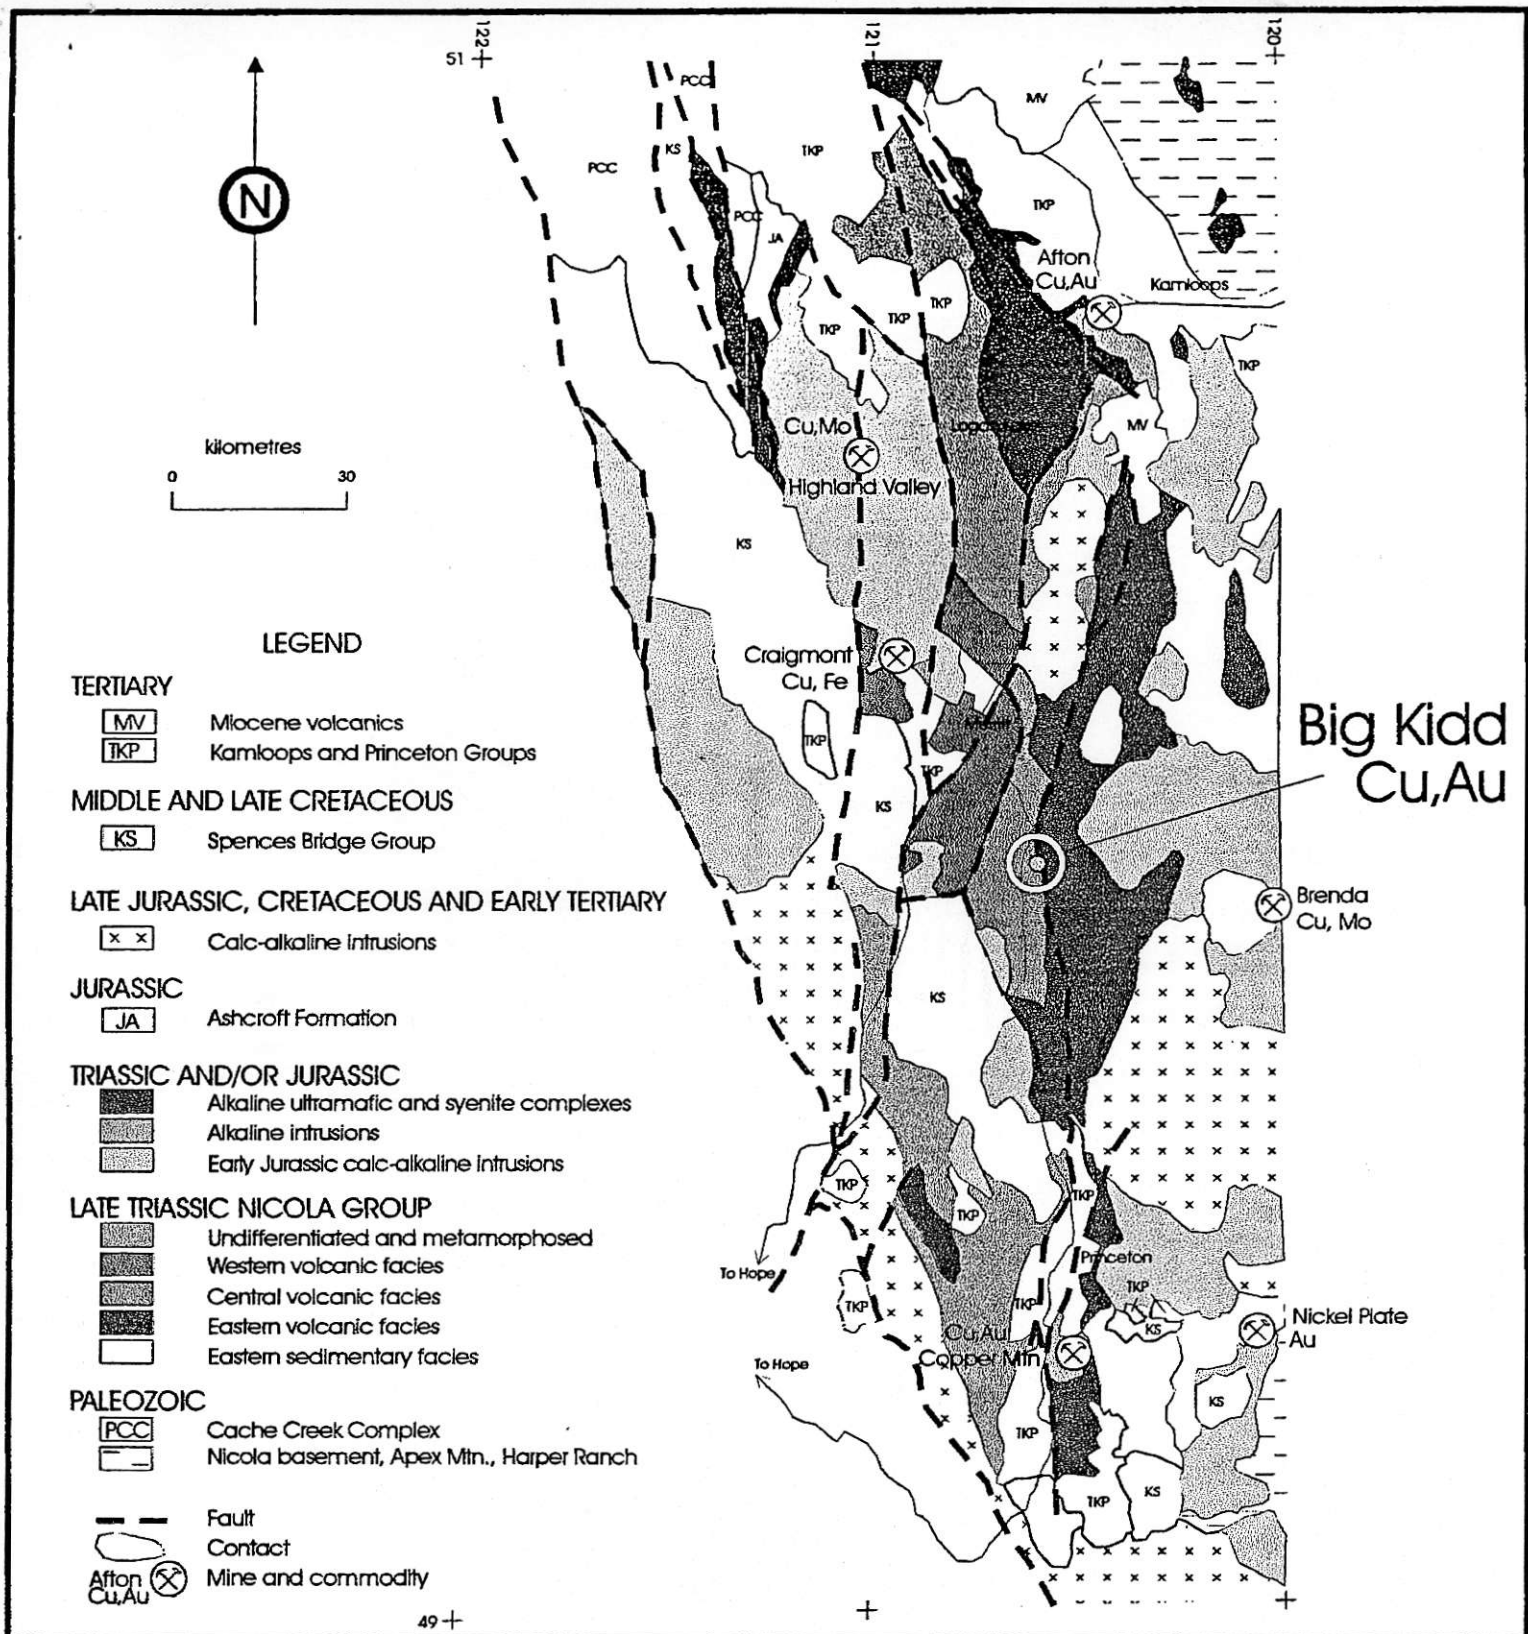 51
122
121
120
N
PCC
MV
KS
TKP
PCC
TKP
PCC
JA
Afton
Cu,Au
Kamloops
TKP
TKP
TKP
TKP
kilometres
0 30
Cu,Mo
MV
Highland Valley
KS
LEGEND
TERTIARY
MV Miocene volcanics
TKP Kamloops and Princeton Groups
MIDDLE AND LATE CRETACEOUS
KS Spences Bridge Group
LATE JURASSIC, CRETACEOUS AND EARLY TERTIARY
x x Calc-alkaline intrusions
JURASSIC
JA Ashcroft Formation
TRIASSIC AND/OR JURASSIC
Alkaline ultramafic and syenite complexes
Alkaline intrusions
Early Jurassic calc-alkaline intrusions
LATE TRIASSIC NICOLA GROUP
Undifferentiated and metamorphosed
Western volcanic facies
Central volcanic facies
Eastern volcanic facies
Eastern sedimentary facies
PALEOZOIC
PCC Cache Creek Complex
Nicola basement, Apex Mtn., Harper Ranch
Fault
Contact
Afton
Cu,Au
Mine and commodity
Craigmont
Cu, Fe
TKP
TKP
KS
Big Kidd
Cu,Au
Brenda
Cu, Mo
KS
TKP
TKP
TKP
To Hope
Princeton
TKP
TKP
TKP
KS
Cu,Au
Copper Mtn
Nickel Plate
Au
To Hope
KS
TKP
TKP
KS
49